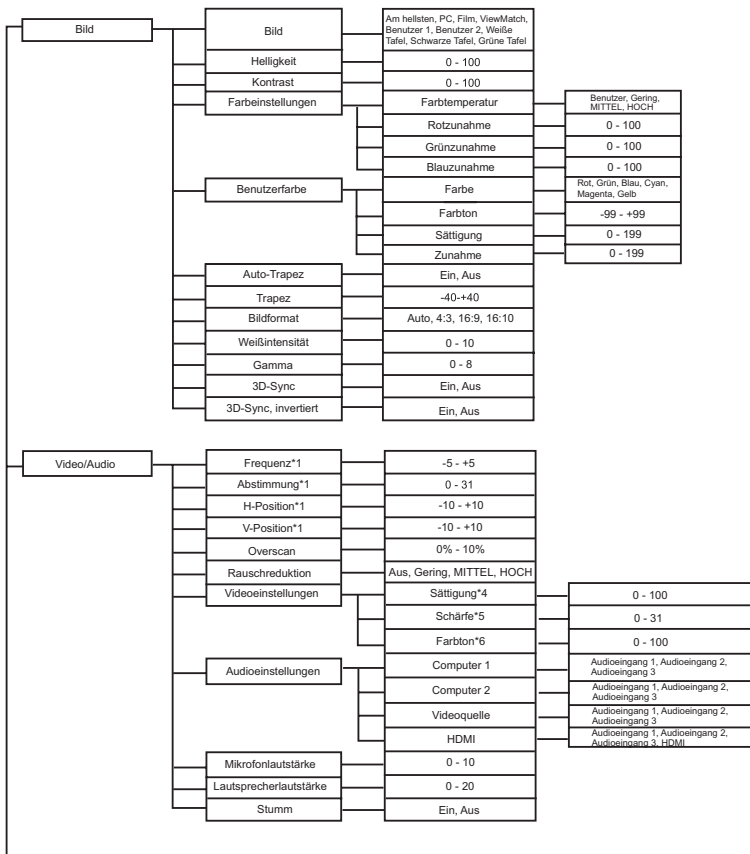 Bild
Bild
Am hellsten, PC, Film, ViewMatch,
Benutzer 1, Benutzer 2, Weiße
Tafel, Schwarze Tafel, Grüne Tafel
Helligkeit
0 - 100
Kontrast
0 - 100
Farbeinstellungen
Farbtemperatur
Benutzer, Gering,
MITTEL, HOCH
Rotzunahme
0 - 100
Grünzunahme
0 - 100
Blauzunahme
0 - 100
Benutzerfarbe
Farbe
Rot, Grün, Blau, Cyan,
Magenta, Gelb
Farbton
-99 - +99
Sättigung
0 - 199
Zunahme
0 - 199
Auto-Trapez
Ein, Aus
Trapez
-40-+40
Bildformat
Auto, 4:3, 16:9, 16:10
Weißintensität
0 - 10
Gamma
0 - 8
3D-Sync
Ein, Aus
3D-Sync, invertiert
Ein, Aus
Video/Audio
Frequenz*1
-5 - +5
Abstimmung*1
0 - 31
H-Position*1
-10 - +10
V-Position*1
-10 - +10
Overscan
0% - 10%
Rauschreduktion
Aus, Gering, MITTEL, HOCH
Videoeinstellungen
Sättigung*4
0 - 100
Schärfe*5
0 - 31
Farbton*6
0 - 100
Audioeinstellungen
Computer 1
Audioeingang 1, Audioeingang 2,
Audioeingang 3
Computer 2
Audioeingang 1, Audioeingang 2,
Audioeingang 3
Videoquelle
Audioeingang 1, Audioeingang 2,
Audioeingang 3
HDMI
Audioeingang 1, Audioeingang 2,
Audioeingang 3, HDMI
Mikrofonlautstärke
0 - 10
Lautsprecherlautstärke
0 - 20
Stumm
Ein, Aus